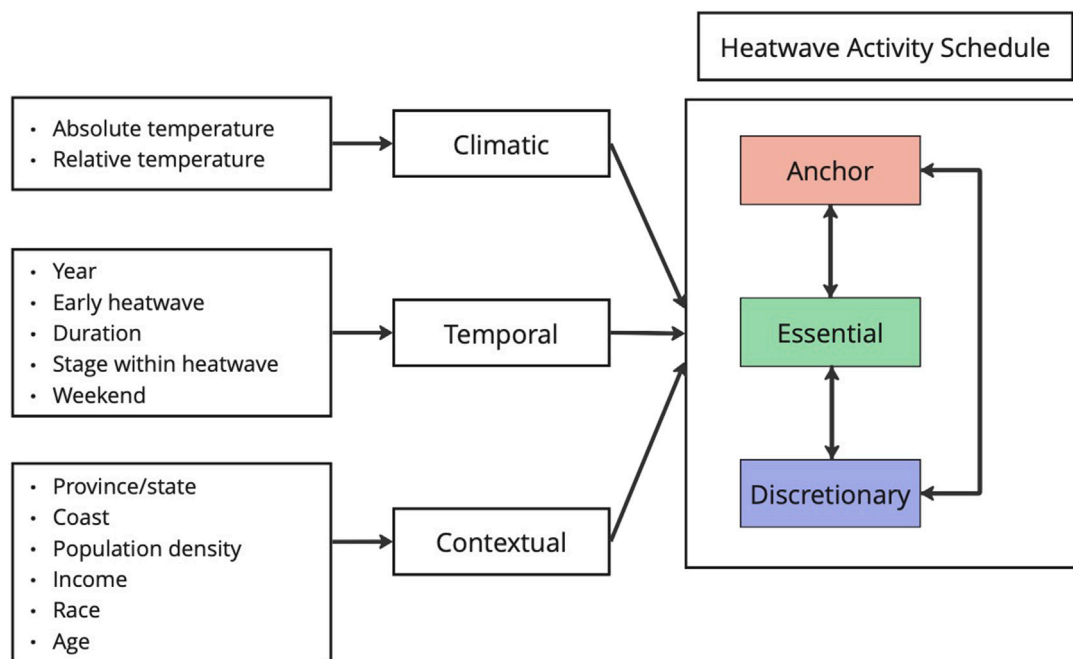 Heatwave Activity Schedule
• Absolute temperature
• Relative temperature
Climatic
Anchor
• Year
• Early heatwave
• Duration
• Stage within heatwave
• Weekend
Temporal
Essential
• Province/state
• Coast
• Population density
• Income
• Race
• Age
Contextual
Discretionary